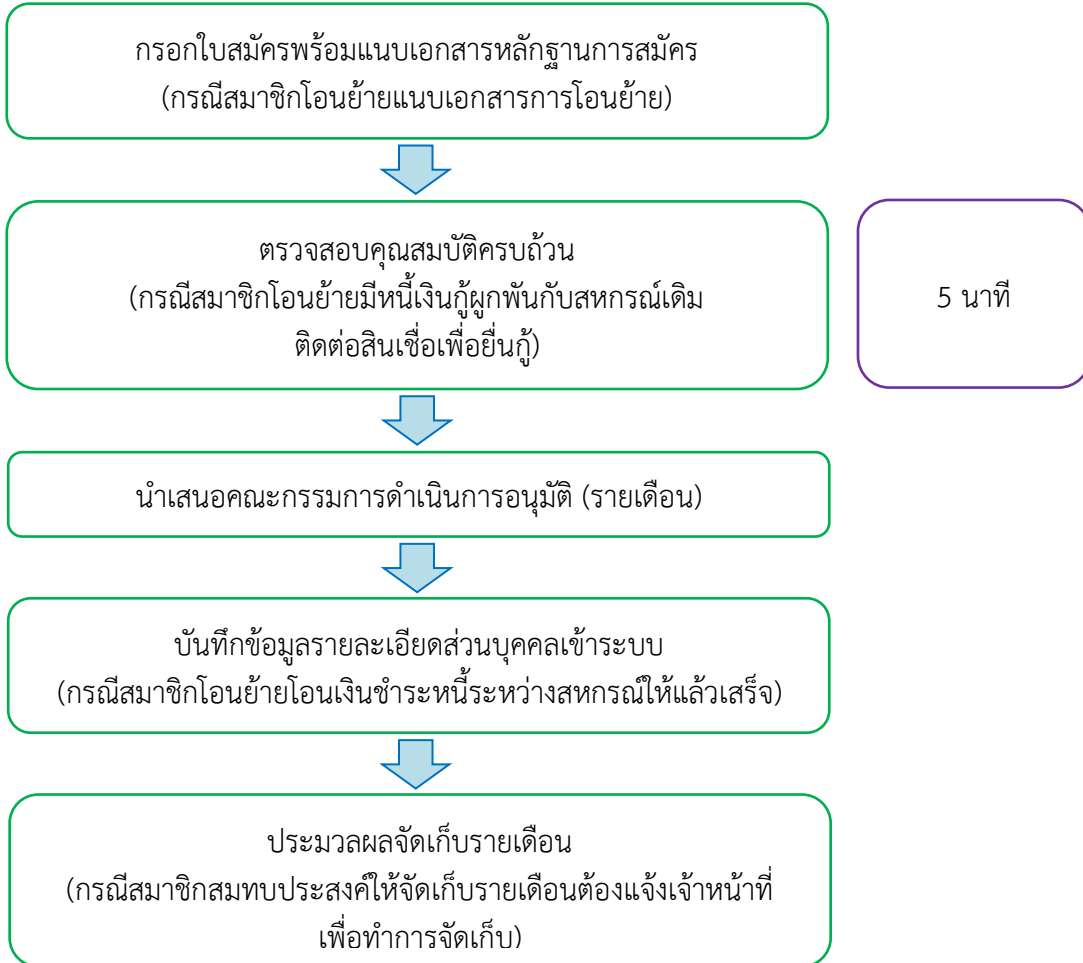 กรอกใบสมัครพร้อมแนบเอกสารหลักฐานการสมัคร
(กรณีสมาชิกโอนย้ายแนบเอกสารการโอนย้าย)
ตรวจสอบคุณสมบัติครบถ้วน
(กรณีสมาชิกโอนย้ายมีหนี้เงินกู้ผูกพันกับสหกรณ์เดิม
ติดต่อสินเชื่อเพื่อยื่นกู้)
5 นาที
นำเสนอคณะกรรมการดำเนินการอนุมัติ (รายเดือน)
บันทึกข้อมูลรายละเอียดส่วนบุคคลเข้าระบบ
(กรณีสมาชิกโอนย้ายโอนเงินชำระหนี้ระหว่างสหกรณ์ให้แล้วเสร็จ)
ประมวลผลจัดเก็บรายเดือน
(กรณีสมาชิกสมทบประสงค์ให้จัดเก็บรายเดือนต้องแจ้งเจ้าหน้าที่
เพื่อทำการจัดเก็บ)